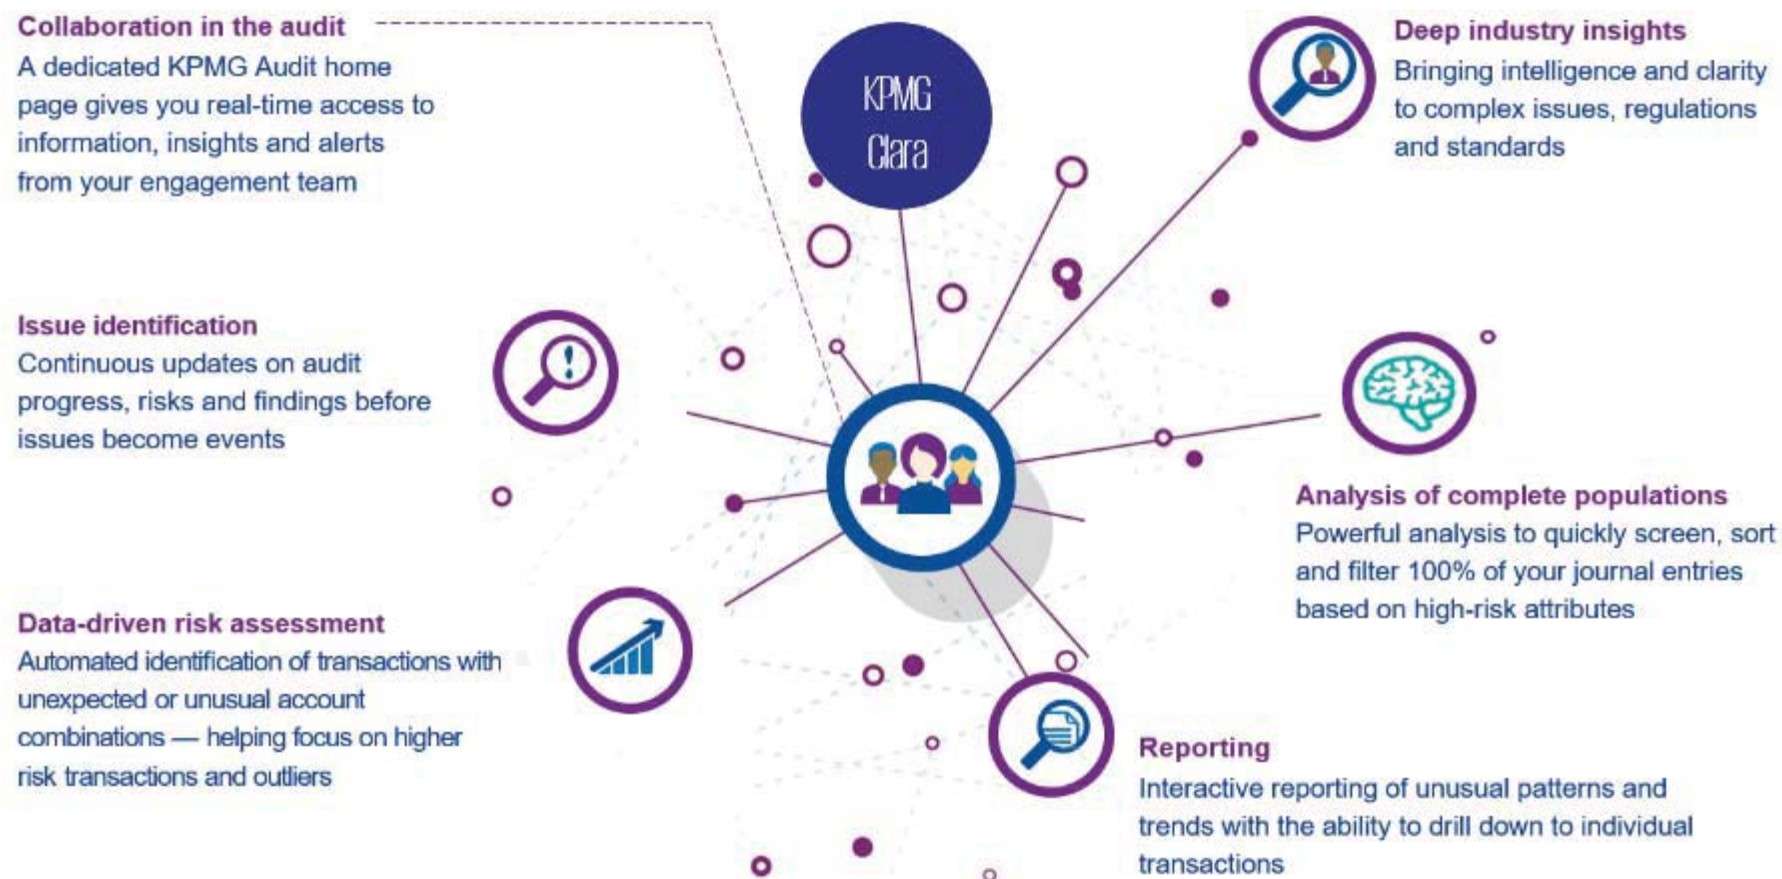 Collaboration in the audit
A dedicated KPMG Audit home
page gives you real-time access to
information, insights and alerts
from your engagement team
KPMG
Clara
Deep industry insights
Bringing intelligence and clarity
to complex issues, regulations
and standards
Issue identification
Continuous updates on audit
progress, risks and findings before
issues become events
Analysis of complete populations
Powerful analysis to quickly screen, sort
and filter 100% of your journal entries
based on high-risk attributes
Data-driven risk assessment
Automated identification of transactions with
unexpected or unusual account
combinations — helping focus on higher
risk transactions and outliers
Reporting
Interactive reporting of unusual patterns and
trends with the ability to drill down to individual
transactions